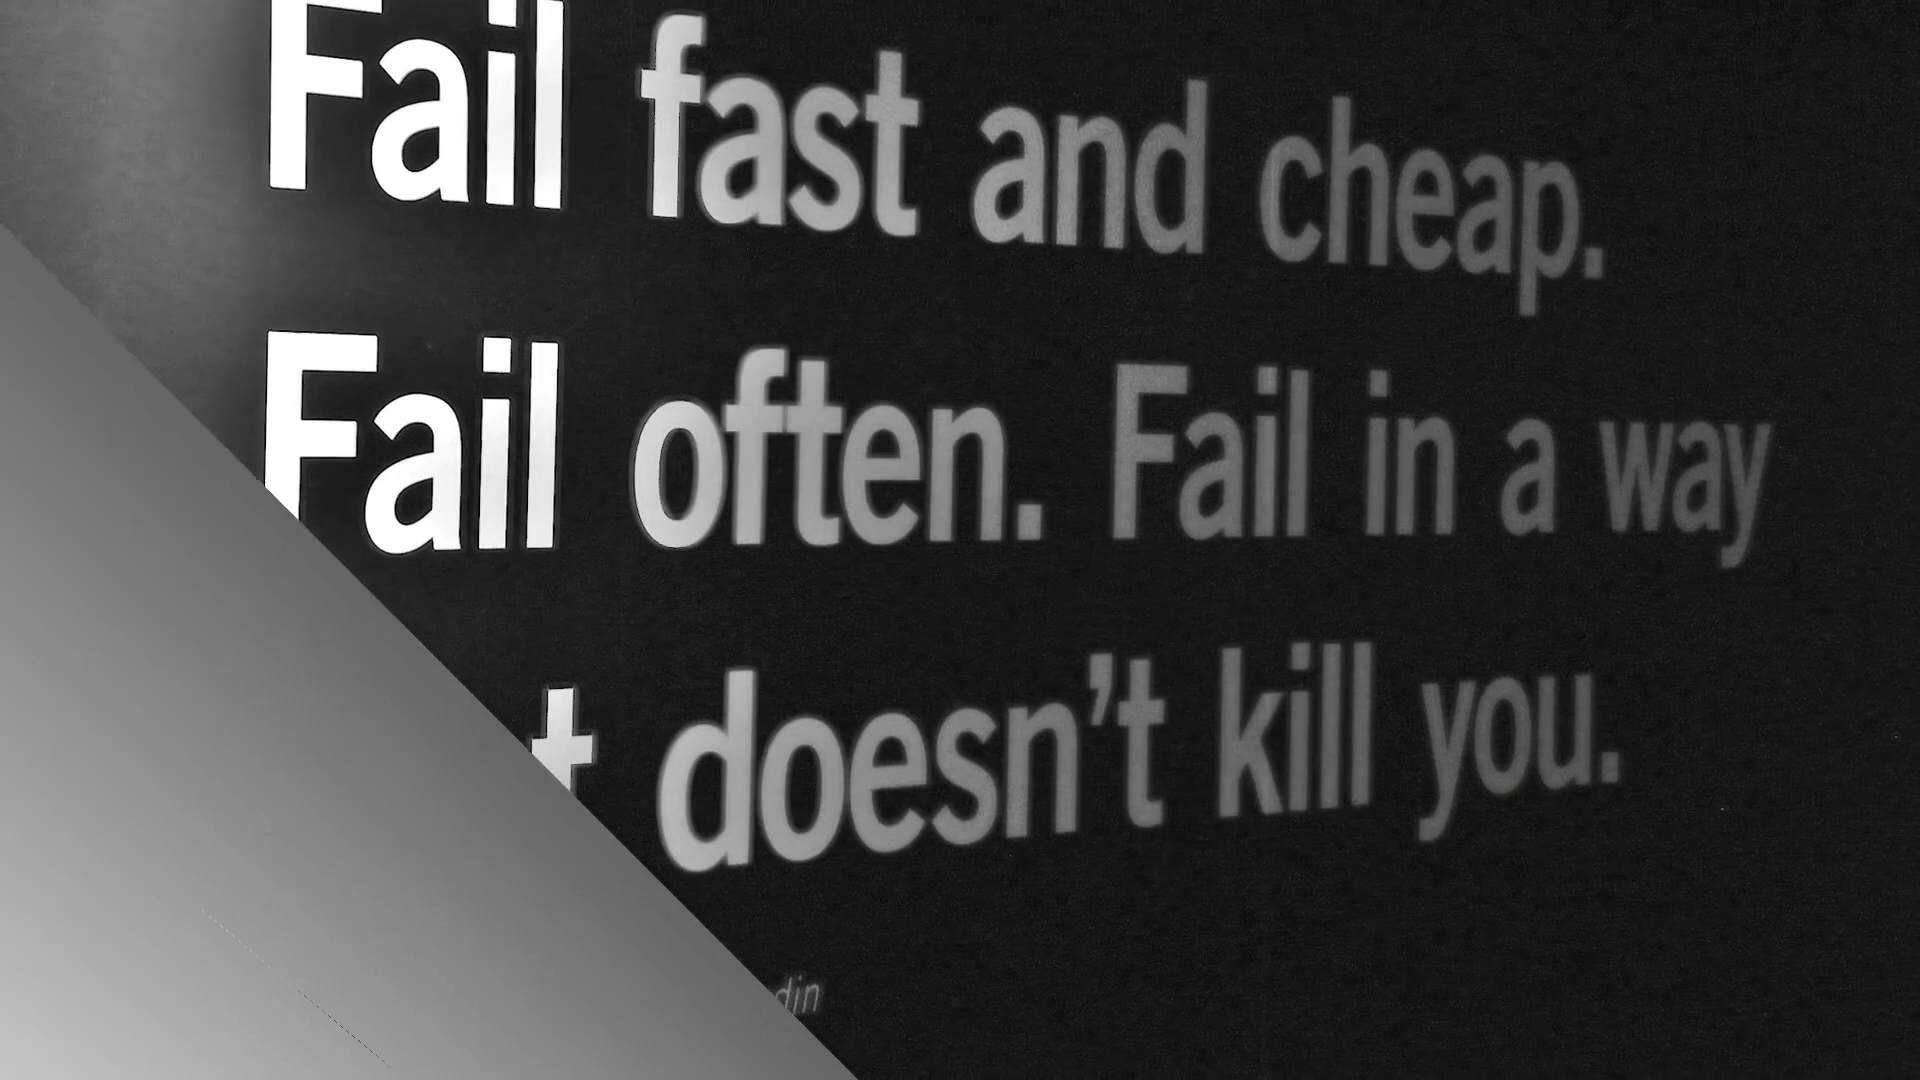 Fail fast and cheap.
Fail often. Fail in a way
doesn't kill you.